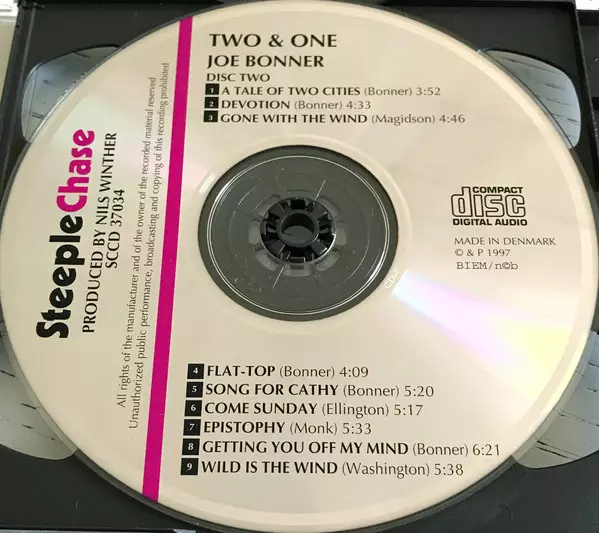 TWO & ONE
JOE BONNER
DISC TWO
1 A TALE OF TWO CITIES (Bonner) 3:52
2 DEVOTION (Bonner) 4:33
3 GONE WITH THE WIND (Magidson) 4:46
SteepleChase
PRODUCED BY NILS WINTHER
SCCD 37034
All rights of the manufacturer and of the owner of the recorded material reserved
Unauthorized public performance, broadcasting and copying of this recording prohibited
COMPACT
disc
DIGITAL AUDIO
MADE IN DENMARK
© & P 1997
BIEM/n©b
4 FLAT-TOP (Bonner) 4:09
5 SONG FOR CATHY (Bonner) 5:20
6 COME SUNDAY (Ellington) 5:17
7 EPISTOPHY (Monk) 5:33
8 GETTING YOU OFF MY MIND (Bonner) 6:21
9 WILD IS THE WIND (Washington) 5:38